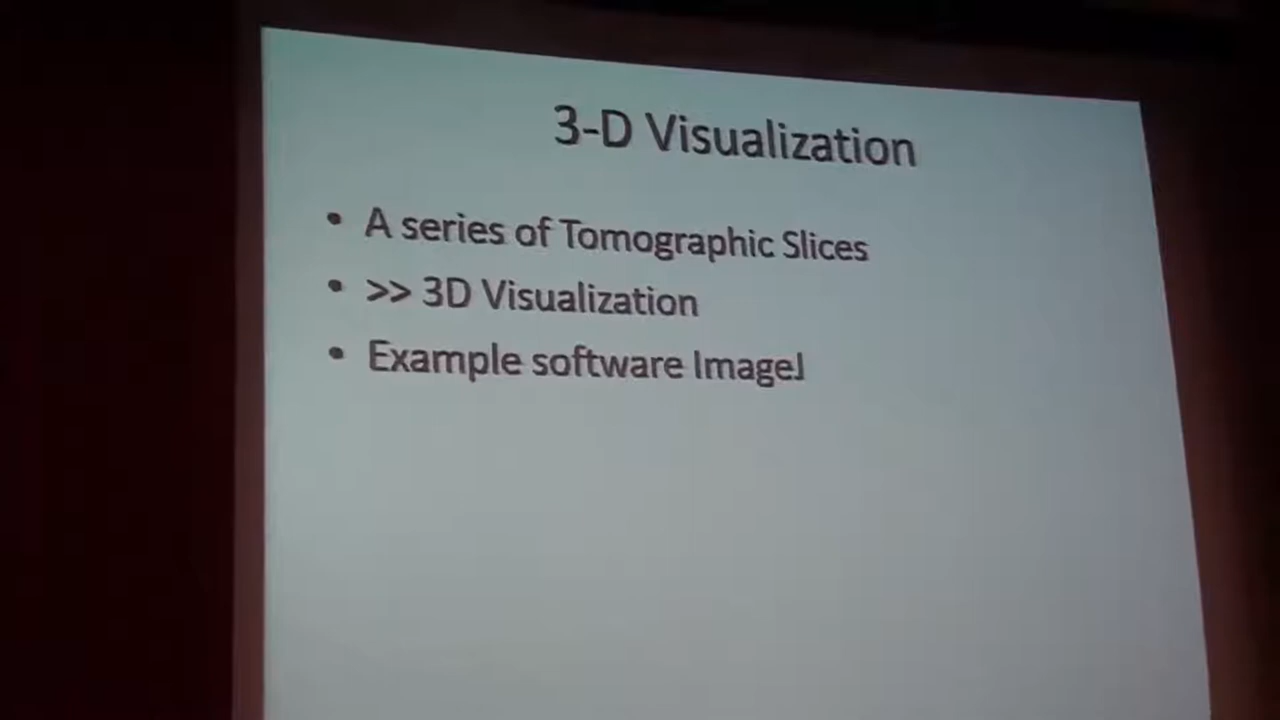 3-D Visualization
• A series of Tomographic Slices
• >> 3D Visualization
• Example software ImageJ